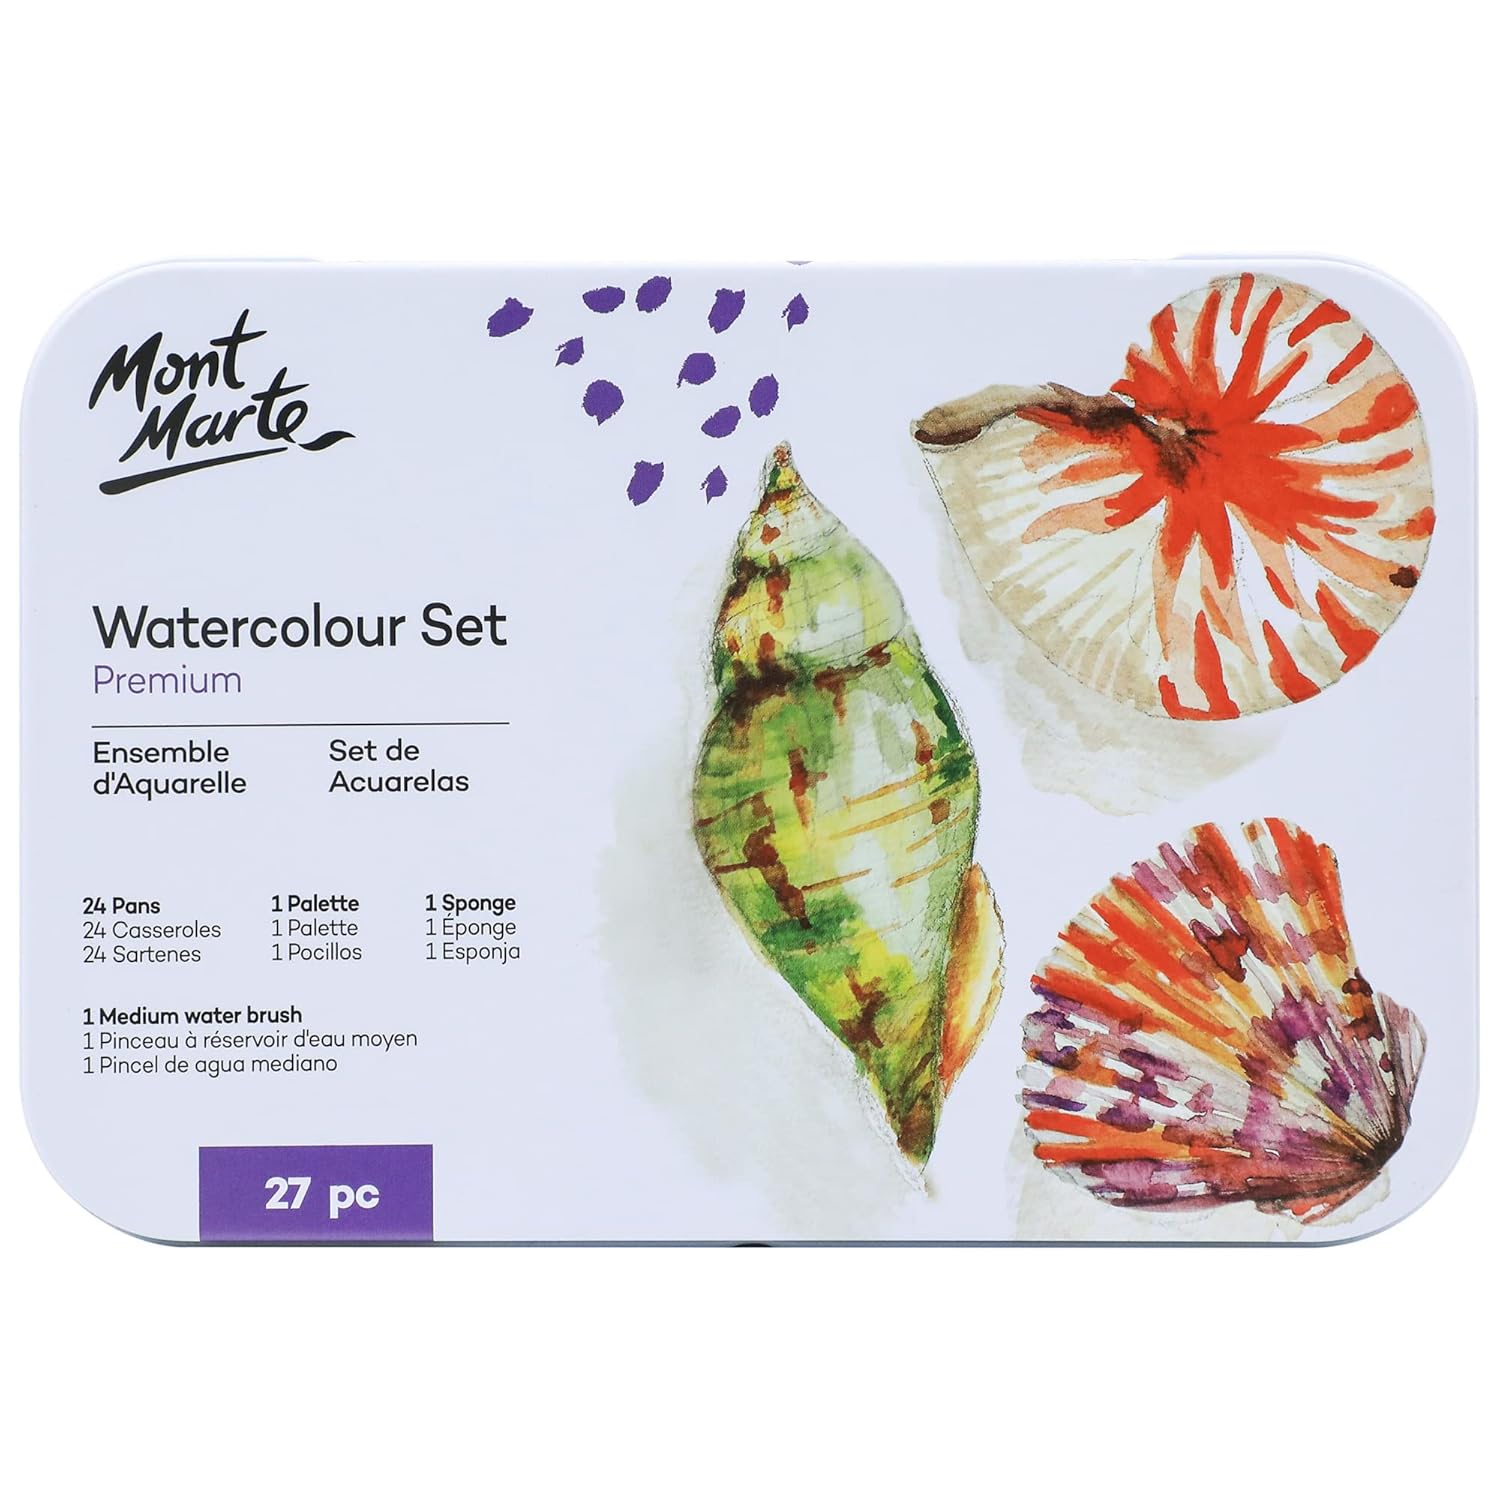 Mont
Marte
Watercolour Set
Premium
Ensemble
d'Aquarelle
Set de
Acuarelas
24 Pans
24 Casseroles
24 Sartenes
1 Palette
1 Palette
1 Pocillos
1 Sponge
1 Éponge
1 Esponja
1 Medium water brush
1 Pinceau à réservoir d'eau moyen
1 Pincel de agua mediano
27 pc